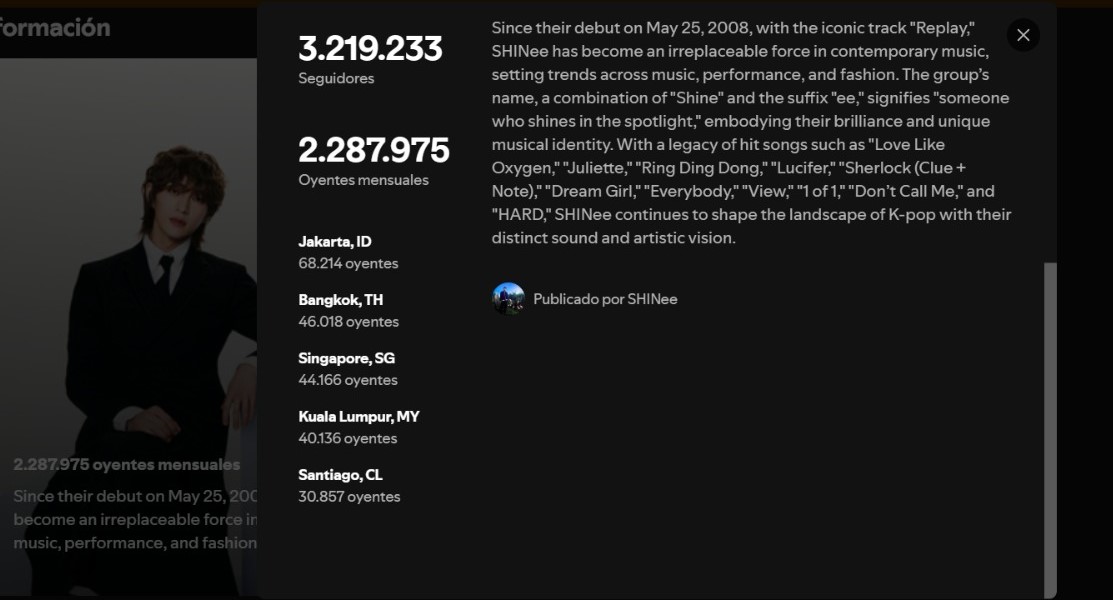 formación
3.219.233
Seguidores
2.287.975
Oyentes mensuales
Jakarta, ID
68.214 oyentes
Bangkok, TH
46.018 oyentes
Singapore, SG
44.166 oyentes
Kuala Lumpur, MY
40.136 oyentes
Santiago, CL
30.857 oyentes
Since their debut on May 25, 2008, with the iconic track "Replay,"
SHINee has become an irreplaceable force in contemporary music,
setting trends across music, performance, and fashion. The group's
name, a combination of "Shine" and the suffix "ee," signifies "someone
who shines in the spotlight," embodying their brilliance and unique
musical identity. With a legacy of hit songs such as "Love Like
Oxygen," "Juliette," "Ring Ding Dong," "Lucifer," "Sherlock (Clue +
Note)," "Dream Girl," "Everybody," "View," "1 of 1," "Don't Call Me," and
"HARD," SHINee continues to shape the landscape of K-pop with their
distinct sound and artistic vision.
Publicado por SHINee
2.287.975 oyentes mensuales
Since their debut on May 25, 200
become an irreplaceable force in
music, performance, and fashion